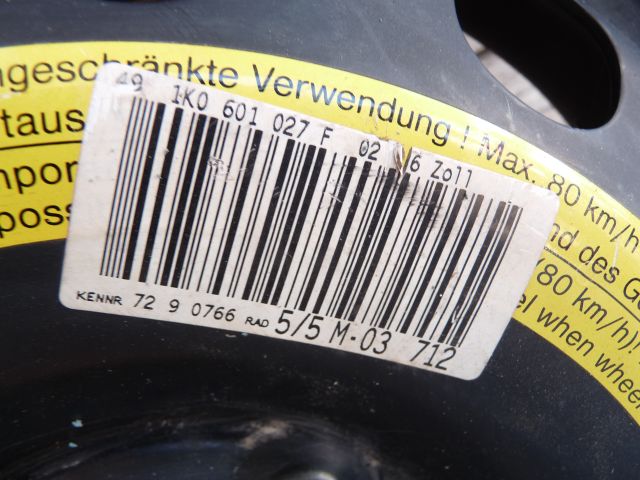 ngeschränkte Verwendung ! Max. 80 km/h
taus
nd des G
mpor
(80 km/h)!
poss
el when wheel
49 1K0 601 027 F 02 6 Zoll
KENNR 72 9 0766 RAD 5/5 M-03 712